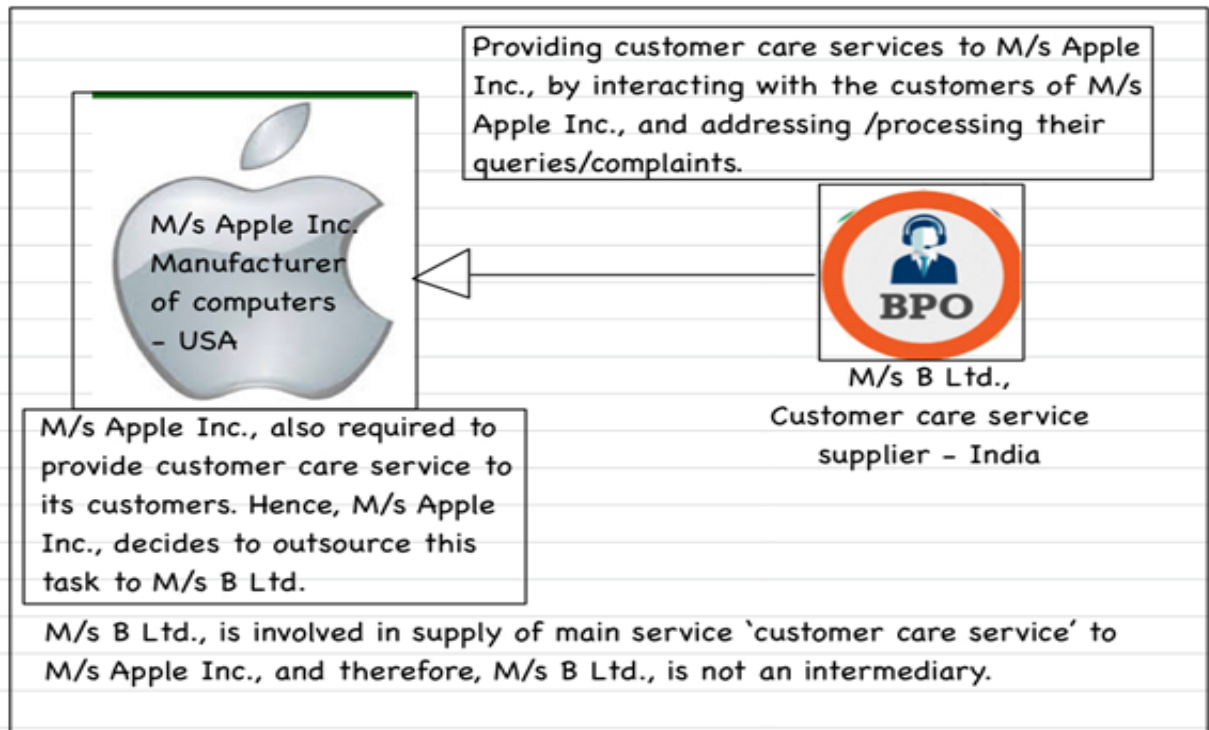 Providing customer care services to M/s Apple
Inc., by interacting with the customers of M/s
Apple Inc., and addressing /processing their
queries/complaints.
M/s Apple Inc.
Manufacturer
of computers
- USA
BPO
M/s B Ltd.,
Customer care service
supplier - India
M/s Apple Inc., also required to
provide customer care service to
its customers. Hence, M/s Apple
Inc., decides to outsource this
task to M/s B Ltd.
M/s B Ltd., is involved in supply of main service ‘customer care service’ to
M/s Apple Inc., and therefore, M/s B Ltd., is not an intermediary.